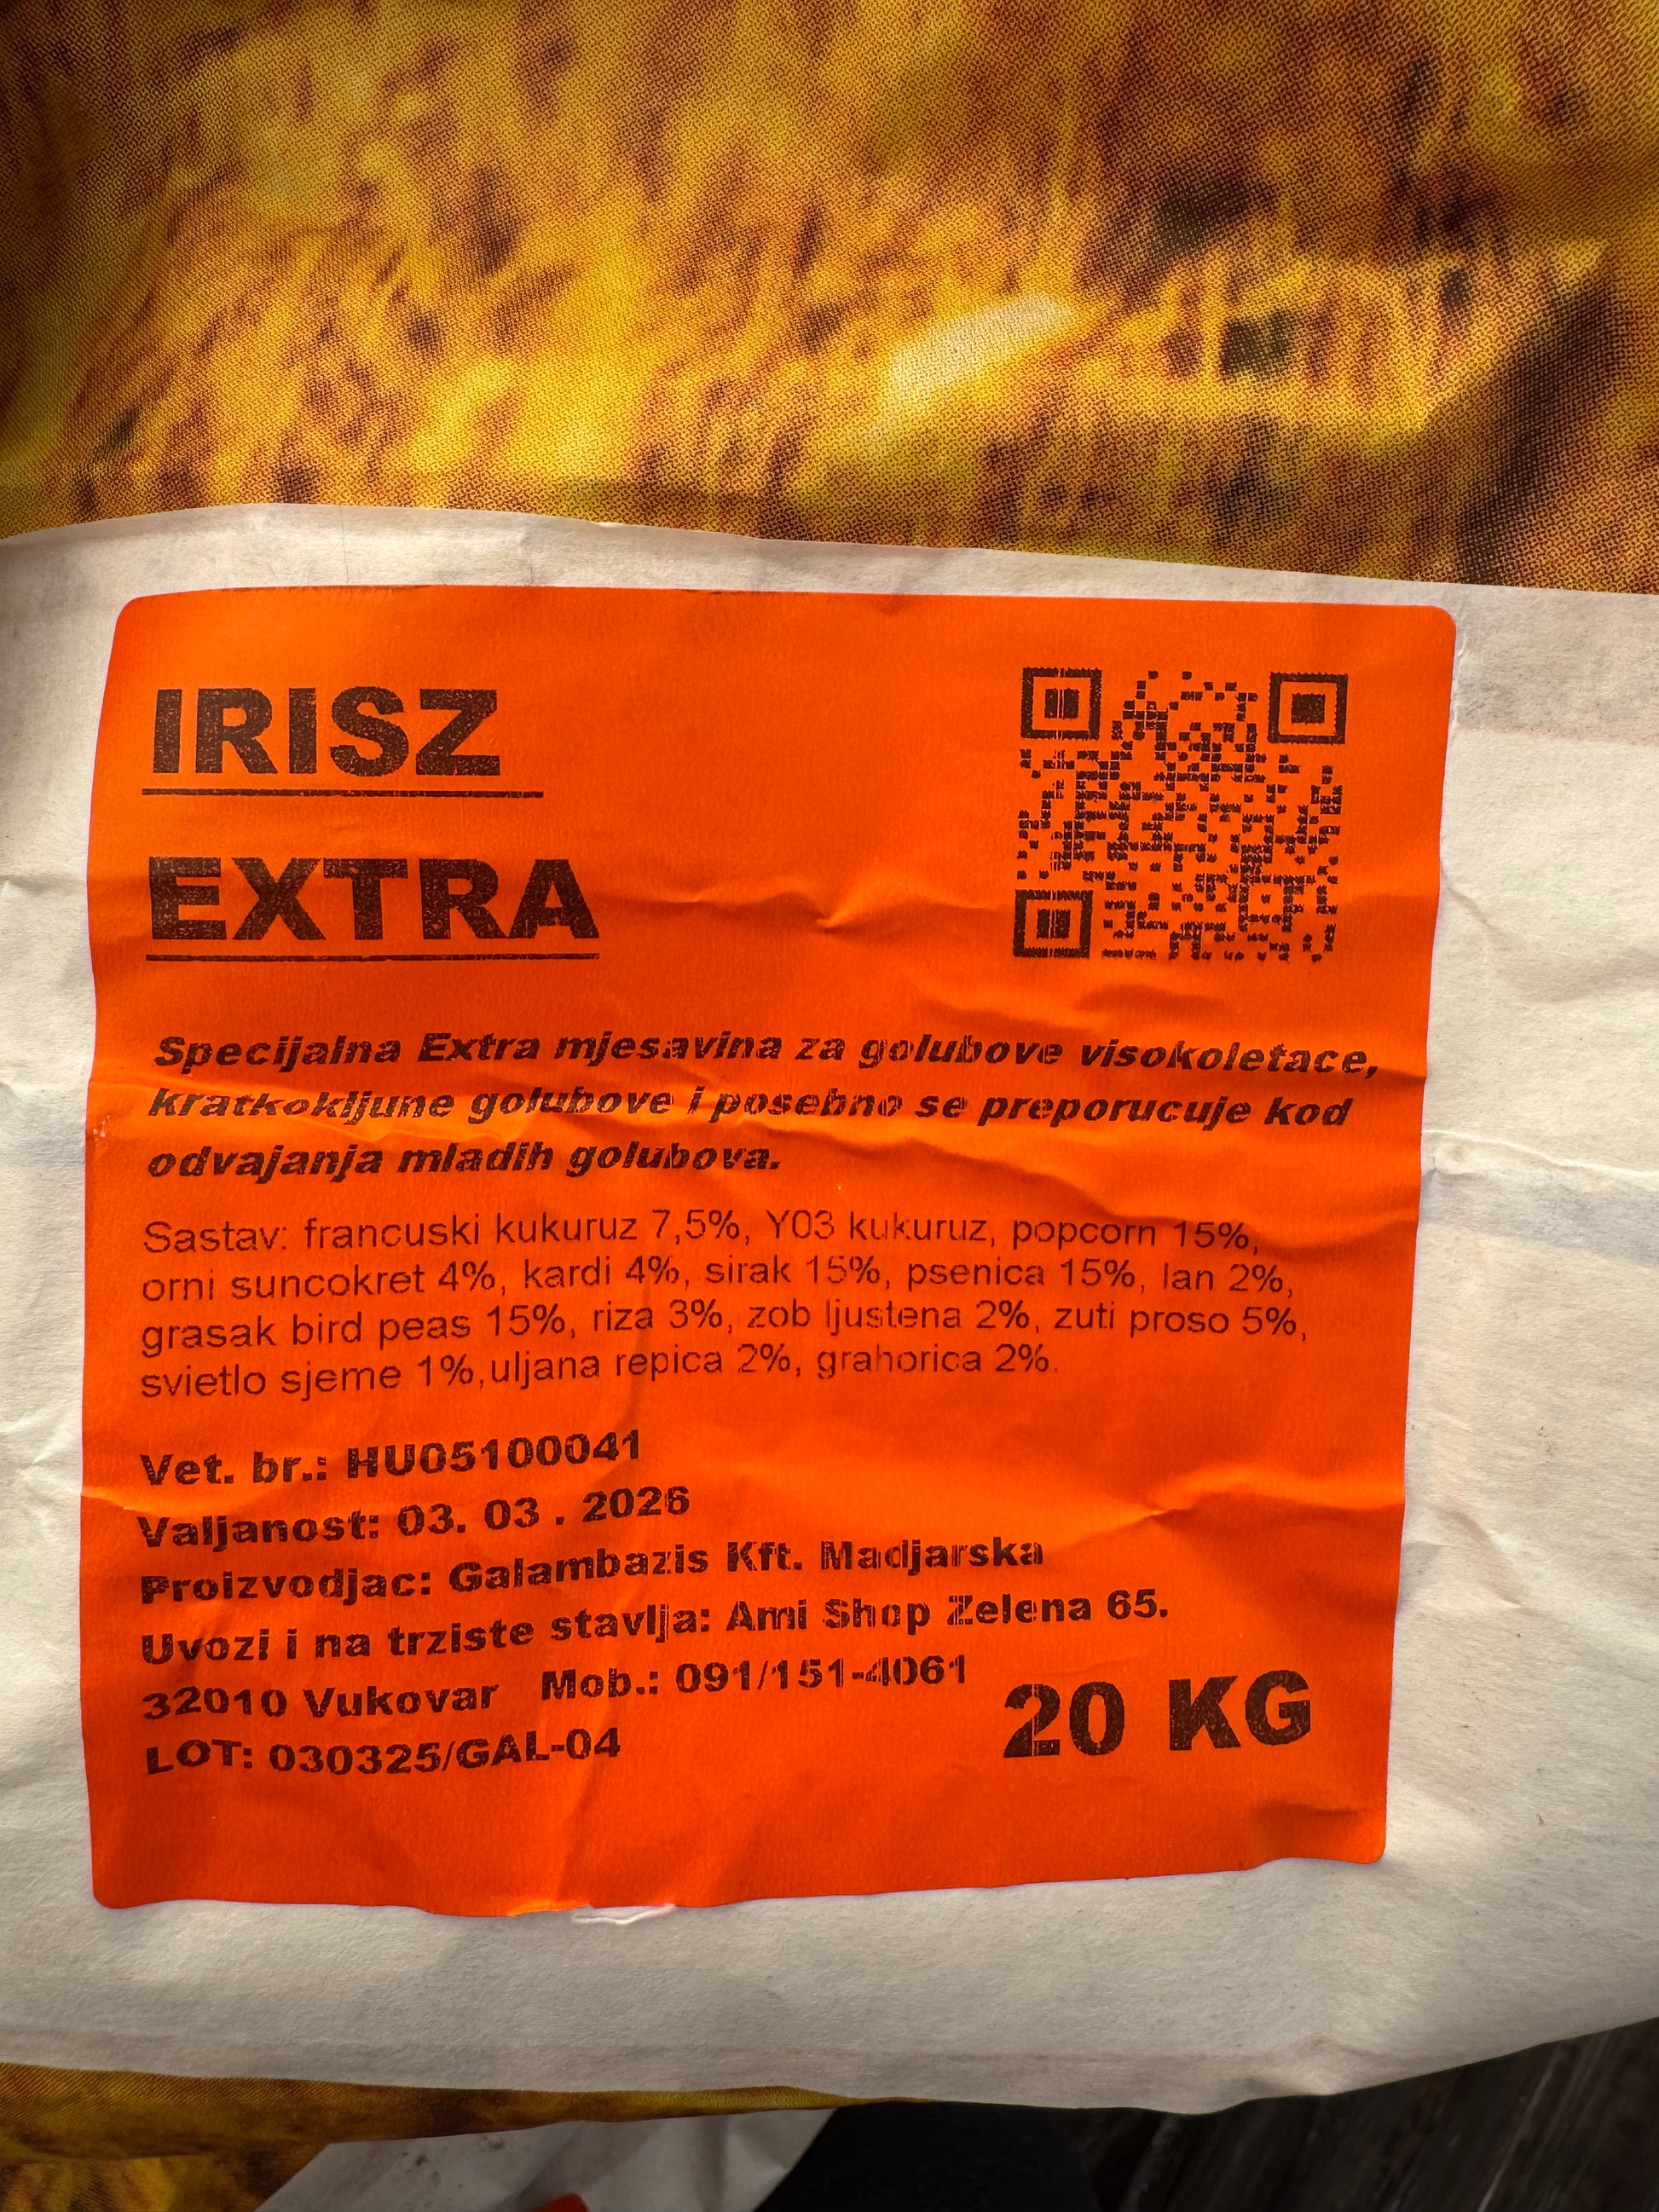 IRISZ
EXTRA
Specijalna Extra mjesavina za golubove visokoletace,
kratkokljune golubove i posebno se preporucuje kod
odvajanja mladih golubova.
Sastav: francuski kukuruz 7,5%, Y03 kukuruz, popcorn 15%,
orni suncokret 4%, kardi 4%, sirak 15%, psenica 15%, lan 2%,
grasak bird peas 15%, riza 3%, zob ljustena 2%, zuti proso 5%,
svietlo sjeme 1%,uljana repica 2%, grahorica 2%.
Vet. br.: HU05100041
Valjanost: 03. 03 . 2026
Proizvodjac: Galambazis Kft. Madjarska
Uvozi i na trziste stavlja: Ami Shop Zelena 65.
32010 Vukovar Mob.: 091/151-4061
LOT: 030325/GAL-04
20 KG